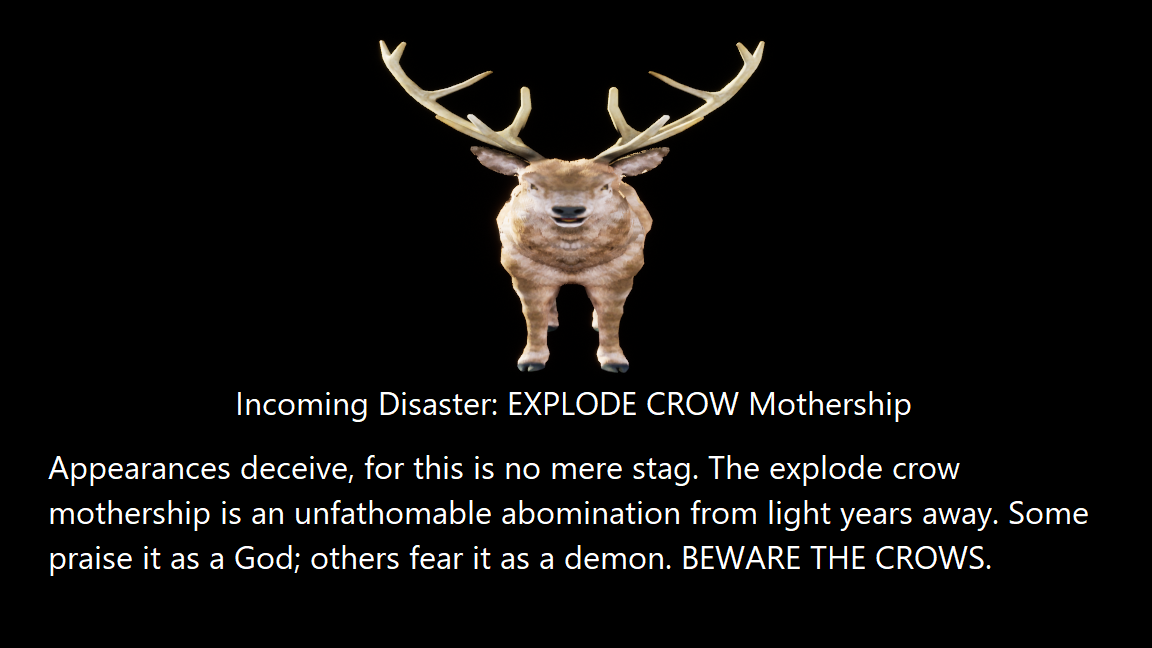 Incoming Disaster: EXPLODE CROW Mothership
Appearances deceive, for this is no mere stag. The explode crow
mothership is an unfathomable abomination from light years away. Some
praise it as a God; others fear it as a demon. BEWARE THE CROWS.